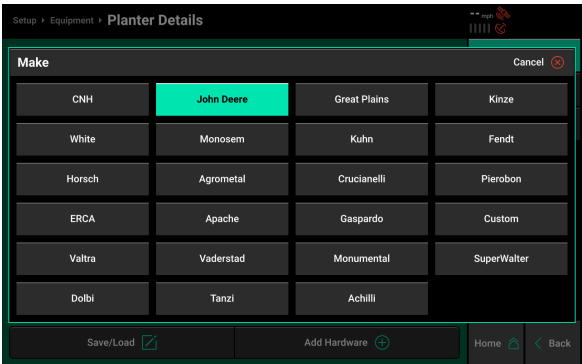 Setup › Equipment › Planter Details
-- mph
Make
Cancel
CNH John Deere Great Plains Kinze
White Monosem Kuhn Fendt
Horsch Agrometal Crucianelli Pierobon
ERCA Apache Gaspardo Custom
Valtra Vaderstad Monumental SuperWalter
Dolbi Tanzi Achilli
Save/Load Add Hardware Home Back